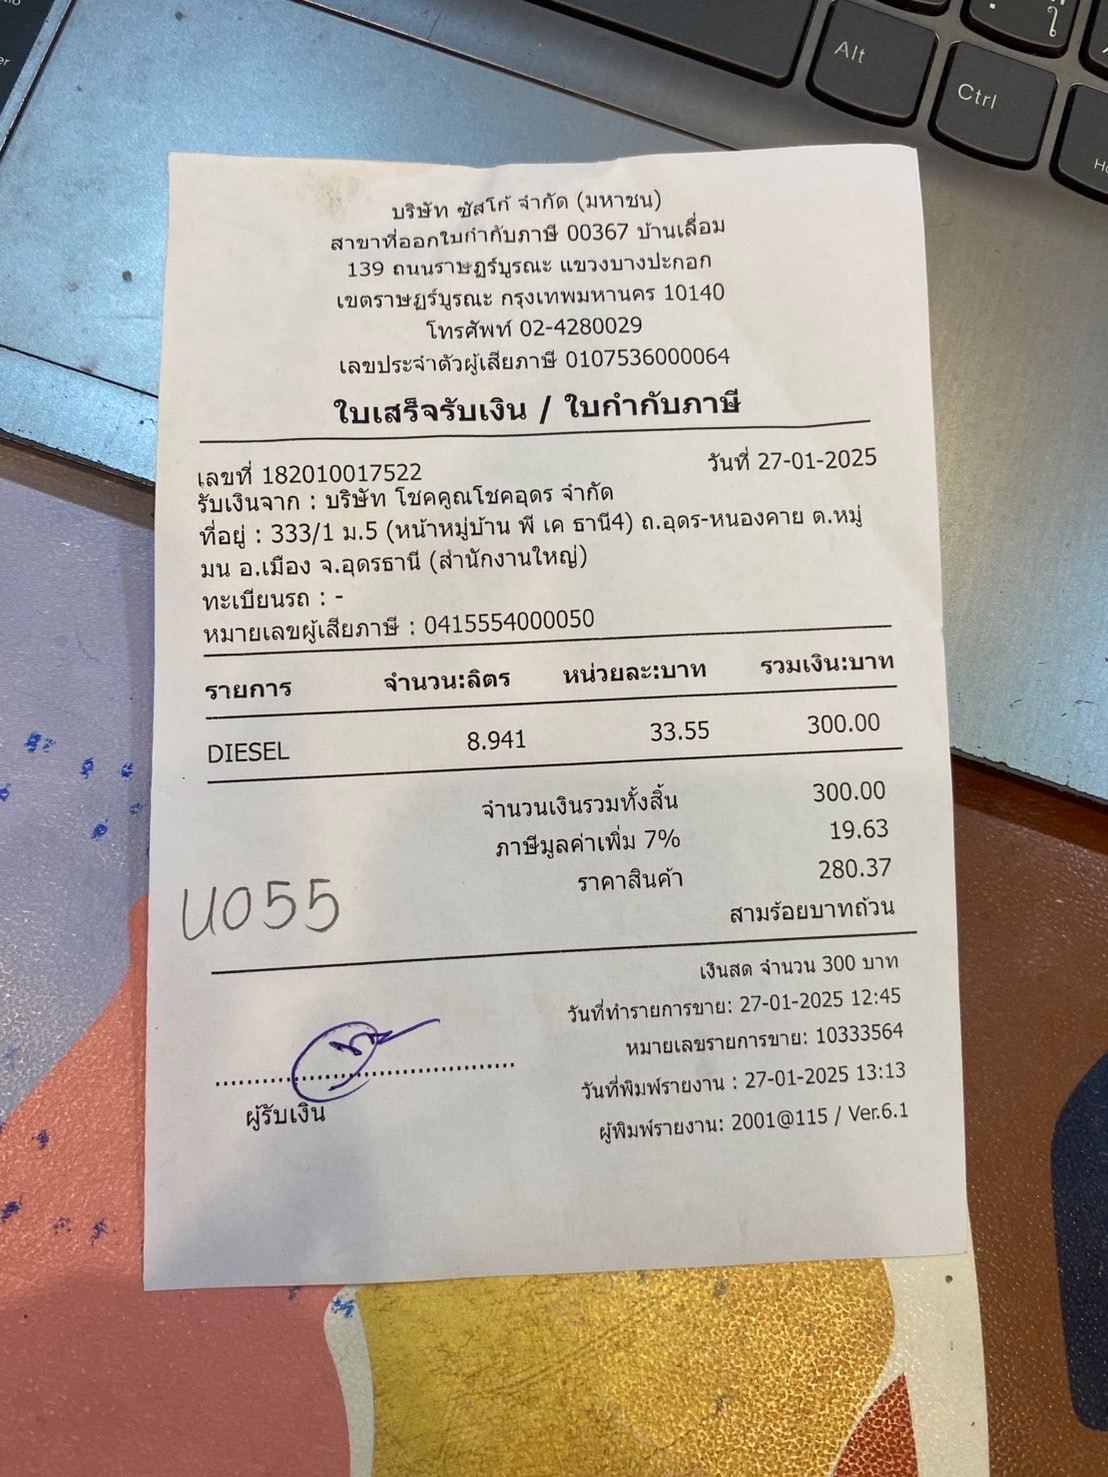 Alt
Ctrl
บริษัท ซัสโก้ จำกัด (มหาชน)
สาขาที่ออกใบกำกับภาษี 00367 บ้านเลื่อม
139 ถนนราษฎร์บูรณะ แขวงบางปะกอก
เขตราษฎร์บูรณะ กรุงเทพมหานคร 10140
โทรศัพท์ 02-4280029
เลขประจำตัวผู้เสียภาษี 0107536000064
ใบเสร็จรับเงิน / ใบกำกับภาษี
เลขที่ 182010017522 วันที่ 27-01-2025
รับเงินจาก : บริษัท โชคคูณโชคอุดร จำกัด
ที่อยู่ : 333/1 ม.5 (หน้าหมู่บ้าน พี เค ธานี4) ถ.อุดร-หนองคาย ต.หมู่
มน อ.เมือง จ.อุดรธานี (สำนักงานใหญ่)
ทะเบียนรถ : -
หมายเลขผู้เสียภาษี : 0415554000050
รายการ จำนวน:ลิตร หน่วยละ:บาท รวมเงิน:บาท
DIESEL 8.941 33.55 300.00
จำนวนเงินรวมทั้งสิ้น 300.00
ภาษีมูลค่าเพิ่ม 7% 19.63
ราคาสินค้า 280.37
สามร้อยบาทถ้วน
U055
เงินสด จำนวน 300 บาท
วันที่ทำรายการขาย: 27-01-2025 12:45
หมายเลขรายการขาย: 10333564
วันที่พิมพ์รายงาน : 27-01-2025 13:13
ผู้พิมพ์รายงาน: 2001@115 / Ver.6.1
ผู้รับเงิน